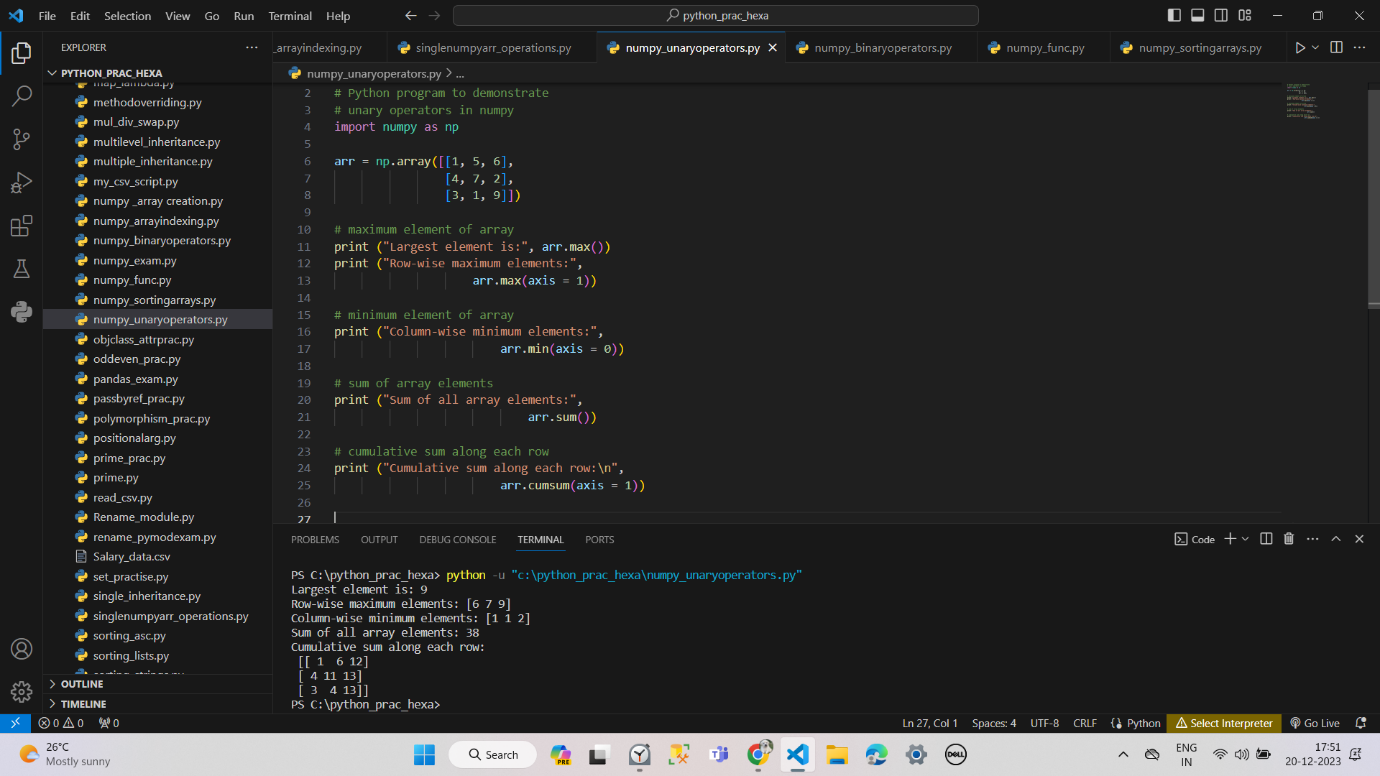 File Edit Selection View Go Run Terminal Help
python_prac_hexa
EXPLORER
_arrayindexing.py singlenumpyarr_operations.py numpy_unaryoperators.py numpy_binaryoperators.py numpy_func.py numpy_sortingarrays.py
PYTHON_PRAC_HEXA
map_lambda.py
methodoverriding.py
mul_div_swap.py
multilevel_inheritance.py
multiple_inheritance.py
my_csv_script.py
numpy _array creation.py
numpy_arrayindexing.py
numpy_binaryoperators.py
numpy_exam.py
numpy_func.py
numpy_sortingarrays.py
numpy_unaryoperators.py
objclass_attrprac.py
oddeven_prac.py
pandas_exam.py
passbyref_prac.py
polymorphism_prac.py
positionalarg.py
prime_prac.py
prime.py
read_csv.py
Rename_module.py
rename_pymodexam.py
Salary_data.csv
set_practise.py
single_inheritance.py
singlenumpyarr_operations.py
sorting_asc.py
sorting_lists.py
sorting_strings.py
OUTLINE
TIMELINE
numpy_unaryoperators.py > ...
2 # Python program to demonstrate
3 # unary operators in numpy
4 import numpy as np
5
6 arr = np.array([[1, 5, 6],
7 [4, 7, 2],
8 [3, 1, 9]])
9
10 # maximum element of array
11 print ("Largest element is:", arr.max())
12 print ("Row-wise maximum elements:",
13 arr.max(axis = 1))
14
15 # minimum element of array
16 print ("Column-wise minimum elements:",
17 arr.min(axis = 0))
18
19 # sum of array elements
20 print ("Sum of all array elements:",
21 arr.sum())
22
23 # cumulative sum along each row
24 print ("Cumulative sum along each row:\n",
25 arr.cumsum(axis = 1))
26
27
PROBLEMS OUTPUT DEBUG CONSOLE TERMINAL PORTS
Code
PS C:\python_prac_hexa> python -u "c:\python_prac_hexa\numpy_unaryoperators.py"
Largest element is: 9
Row-wise maximum elements: [6 7 9]
Column-wise minimum elements: [1 1 2]
Sum of all array elements: 38
Cumulative sum along each row:
[[ 1 6 12]
[ 4 11 13]
[ 3 4 13]]
PS C:\python_prac_hexa>
0 0 0
Ln 27, Col 1 Spaces: 4 UTF-8 CRLF Python Select Interpreter Go Live
26°C
Mostly sunny
Search
PRE
DELL
ENG
IN
17:51
20-12-2023